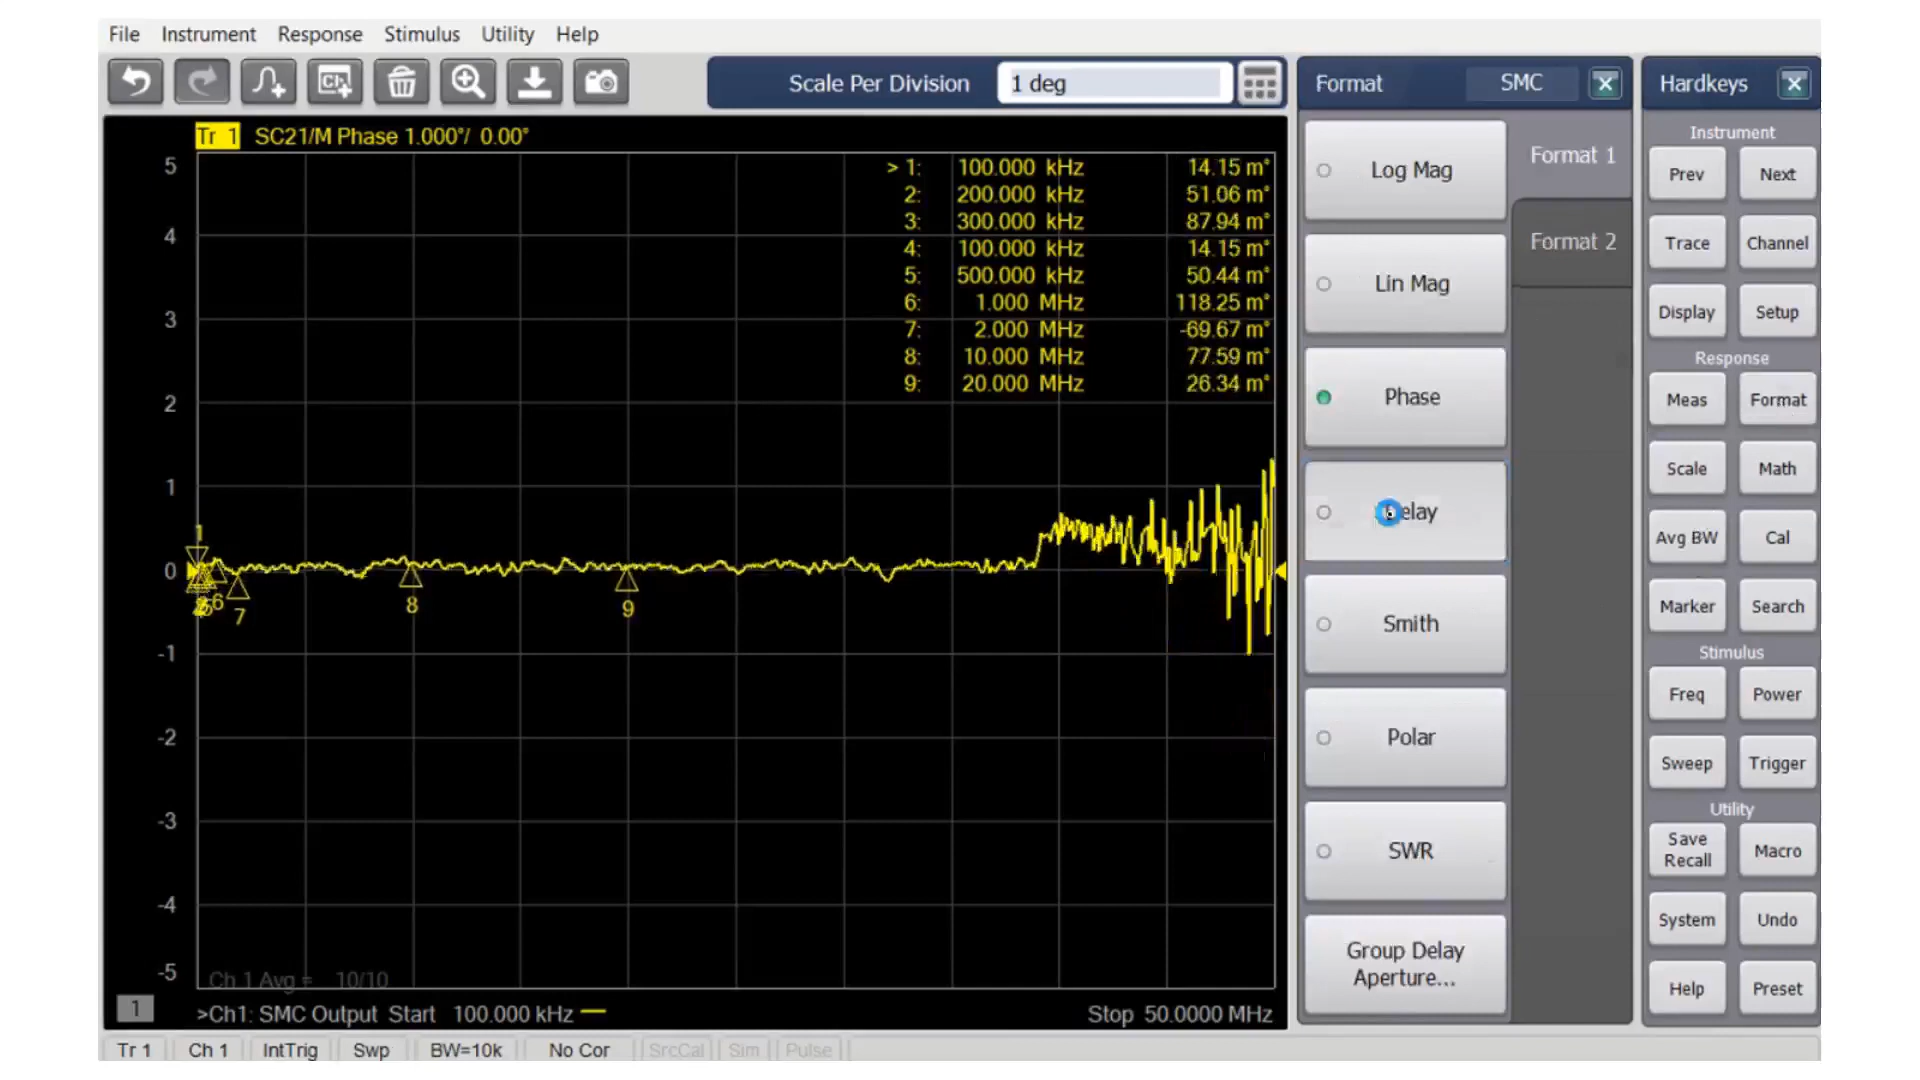 File Instrument Response Stimulus Utility Help
Scale Per Division 1 deg
Format SMC
Hardkeys
Tr 1 SC21/M Phase 1.000°/ 0.00°
5
4
3
2
1
0
-1
-2
-3
-4
-5
> 1: 100.000 kHz 14.15 m°
2: 200.000 kHz 51.06 m°
3: 300.000 kHz 87.94 m°
4: 100.000 kHz 14.15 m°
5: 500.000 kHz 50.44 m°
6: 1.000 MHz 118.25 m°
7: 2.000 MHz -69.67 m°
8: 10.000 MHz 77.59 m°
9: 20.000 MHz 26.34 m°
1
6
7
8
9
Ch 1 Avg = 10/10
1
>Ch1: SMC Output Start 100.000 kHz
Stop 50.0000 MHz
Tr 1 Ch 1 IntTrig Swp BW=10k No Cor SrcCal Sim Pulse
Log Mag
Lin Mag
Phase
Delay
Smith
Polar
SWR
Group Delay
Aperture...
Format 1
Format 2
Instrument
Prev Next
Trace Channel
Display Setup
Response
Meas Format
Scale Math
Avg BW Cal
Marker Search
Stimulus
Freq Power
Sweep Trigger
Utility
Save
Recall
Macro
System Undo
Help Preset